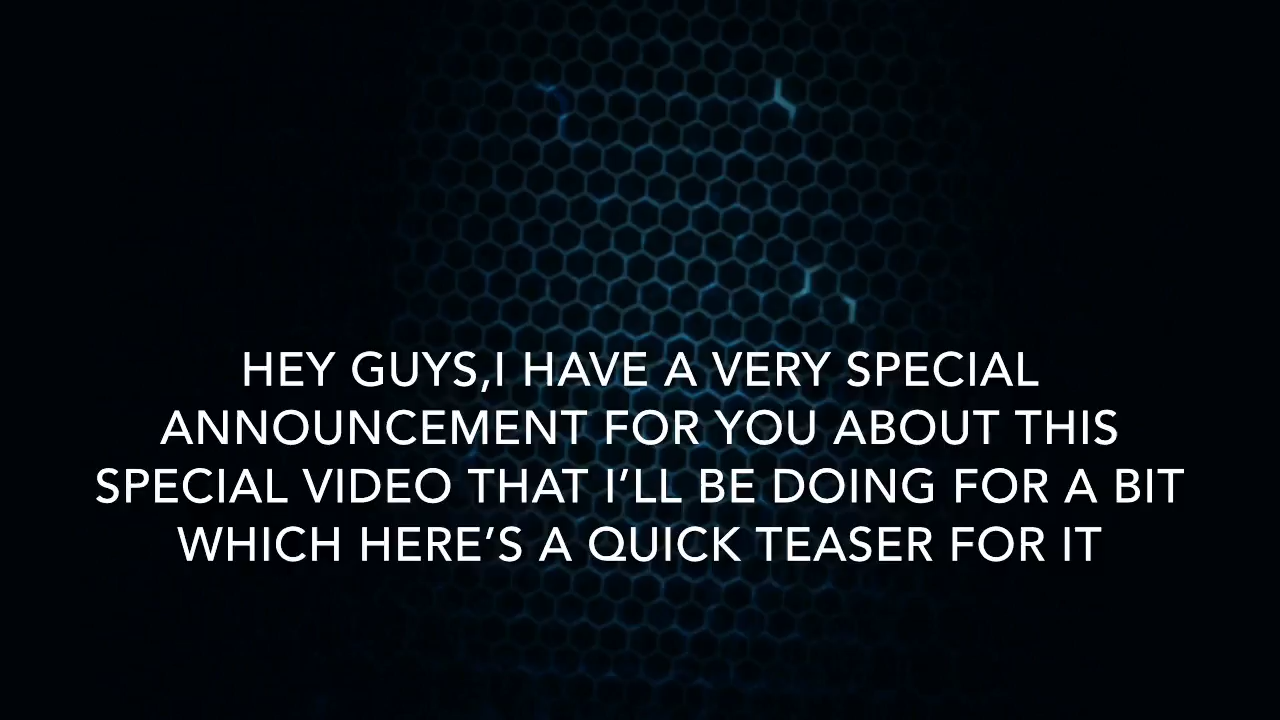 HEY GUYS,I HAVE A VERY SPECIAL
ANNOUNCEMENT FOR YOU ABOUT THIS
SPECIAL VIDEO THAT I’LL BE DOING FOR A BIT
WHICH HERE’S A QUICK TEASER FOR IT